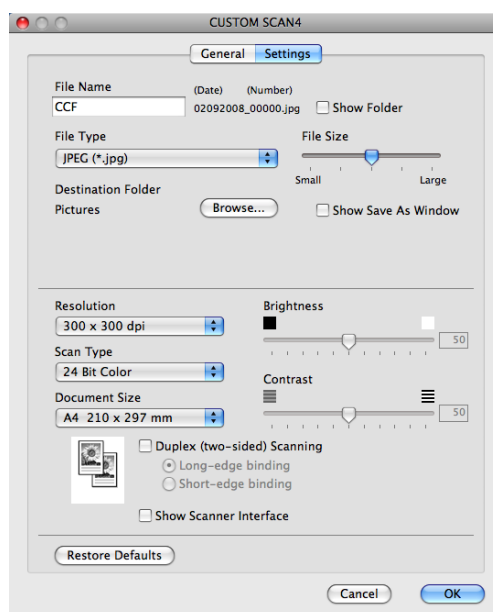 CUSTOM SCAN4
General Settings
File Name
(Date) (Number)
CCF
02092008_00000.jpg
Show Folder
File Type
File Size
JPEG (*.jpg)
Small Large
Destination Folder
Pictures
Browse...
Show Save As Window
Resolution
Brightness
300 x 300 dpi
50
Scan Type
24 Bit Color
Contrast
Document Size
50
A4 210 x 297 mm
Duplex (two-sided) Scanning
Long-edge binding
Short-edge binding
Show Scanner Interface
Restore Defaults
Cancel OK